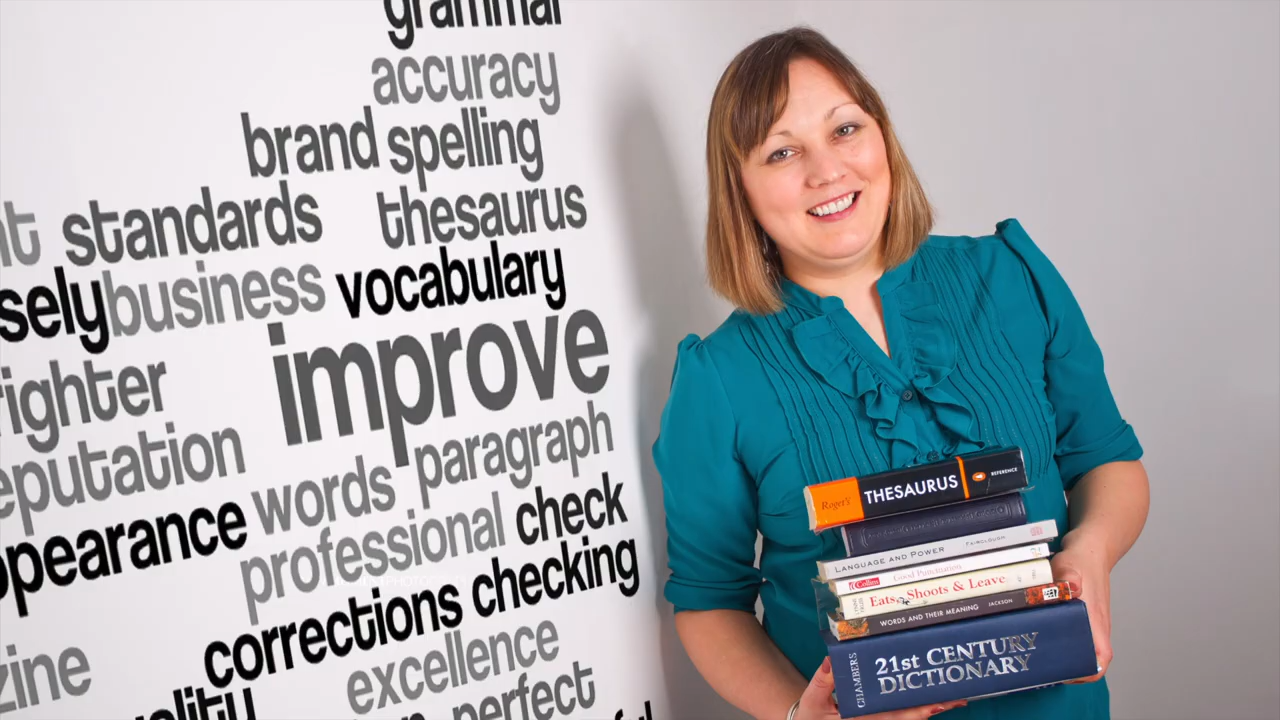 grammar
accuracy
brand spelling
standards thesaurus
sely business vocabulary
improve
ighter
eputation
words paragraph
ppearance
professional check
corrections checking
zine
excellence
perfect
Roget's THESAURUS REFERENCE
LANGUAGE AND POWER FAIRCLOUGH
Collins Good Punctuation
Eats, Shoots & Leaves
WORDS AND THEIR MEANING JACKSON
CHAMBERS
21st CENTURY
DICTIONARY